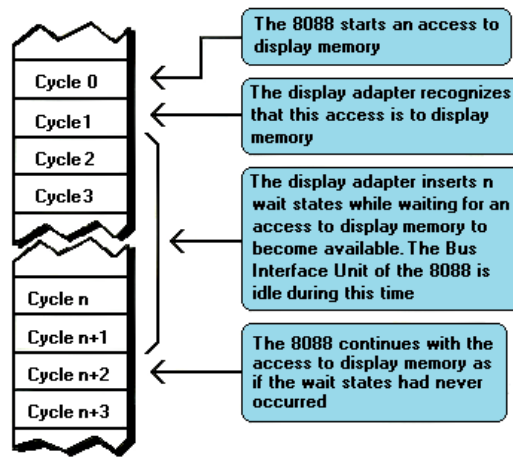 The 8088 starts an access to
display memory
Cycle 0
The display adapter recognizes
that this access is to display
memory
Cycle1
Cycle 2
Cycle 3
The display adapter inserts n
wait states while waiting for an
access to display memory to
become available. The Bus
Interface Unit of the 8088 is
idle during this time
Cycle n
Cycle n+1
The 8088 continues with the
access to display memory as
if the wait states had never
occurred
Cycle n+2
Cycle n+3